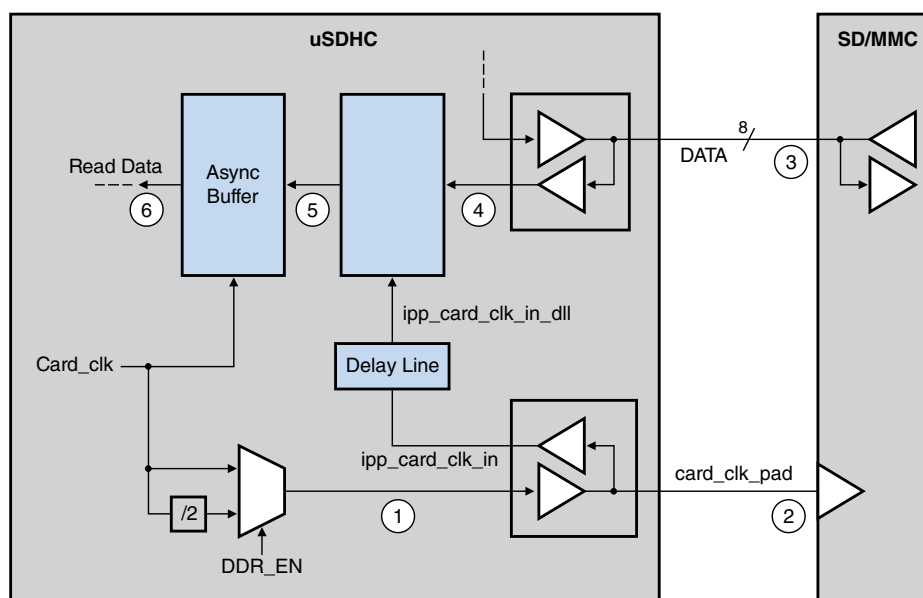 uSDHC
SD/MMC
8
DATA
3
Read Data
Async
Buffer
6
5
4
ipp_card_clk_in_dll
Card_clk
Delay Line
ipp_card_clk_in
card_clk_pad
/2
1
2
DDR_EN